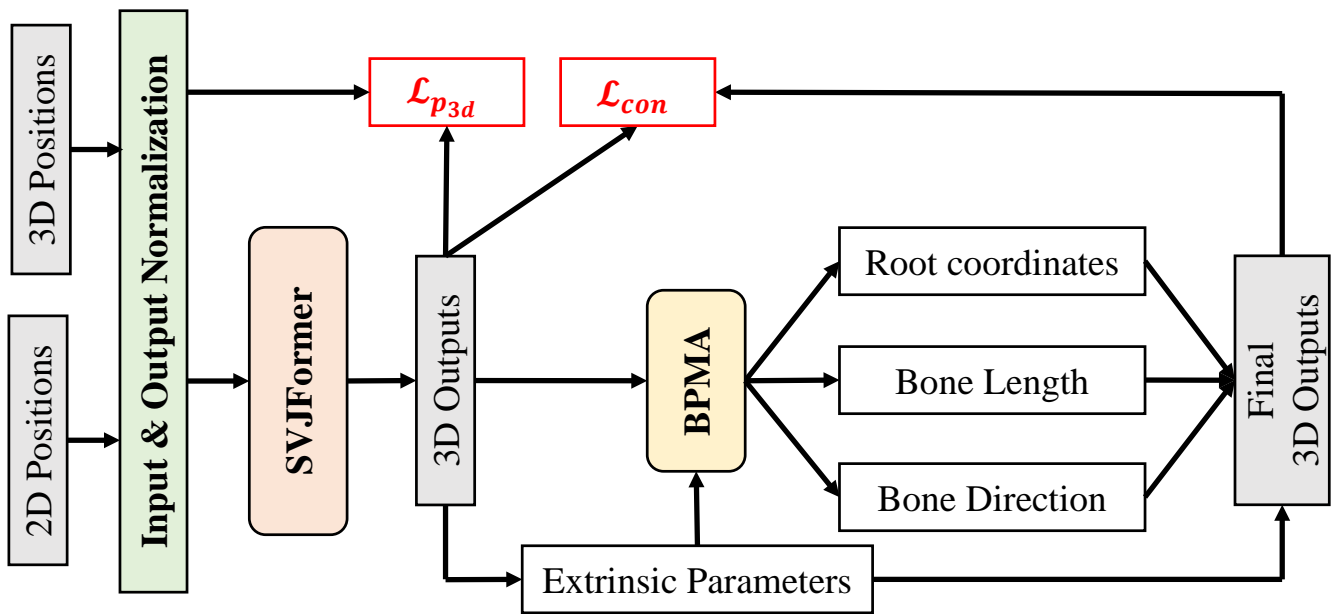 3D Positions
2D Positions
Input & Output Normalization
SVJFormer
3D Outputs
𝓛p3d
𝓛con
BPMA
Root coordinates
Bone Length
Bone Direction
Extrinsic Parameters
Final
3D Outputs